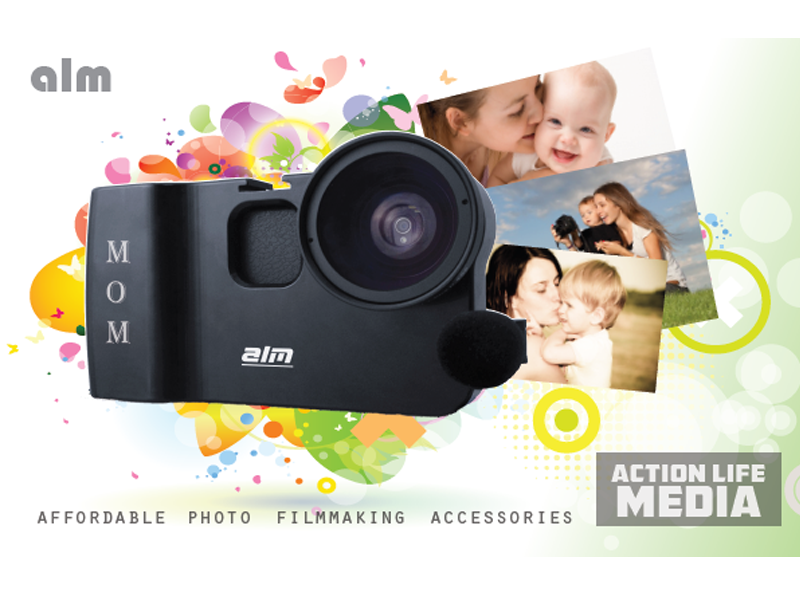 alm
M
O
M
alm
AFFORDABLE PHOTO FILMMAKING ACCESSORIES
ACTION LIFE
MEDIA